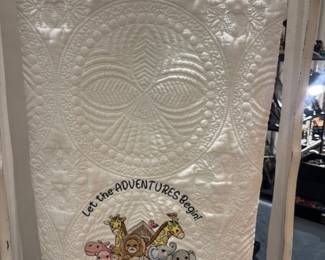 Let the ADVENTURES Begin!